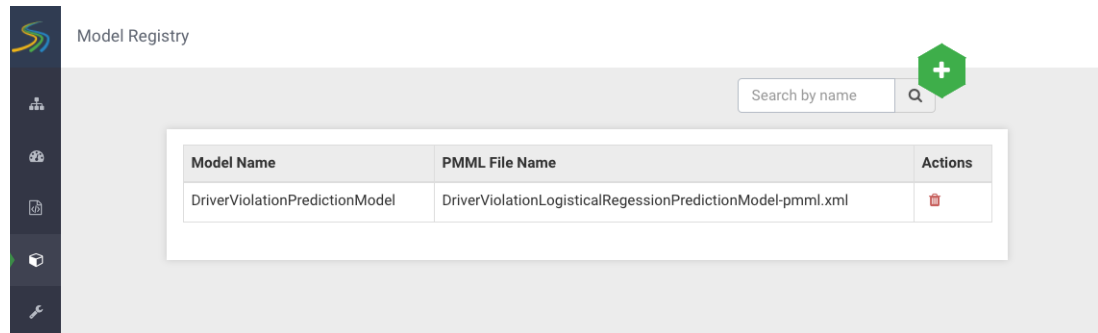 Model Registry
Search by name
Model Name PMML File Name Actions
DriverViolationPredictionModel DriverViolationLogisticalRegessionPredictionModel-pmml.xml